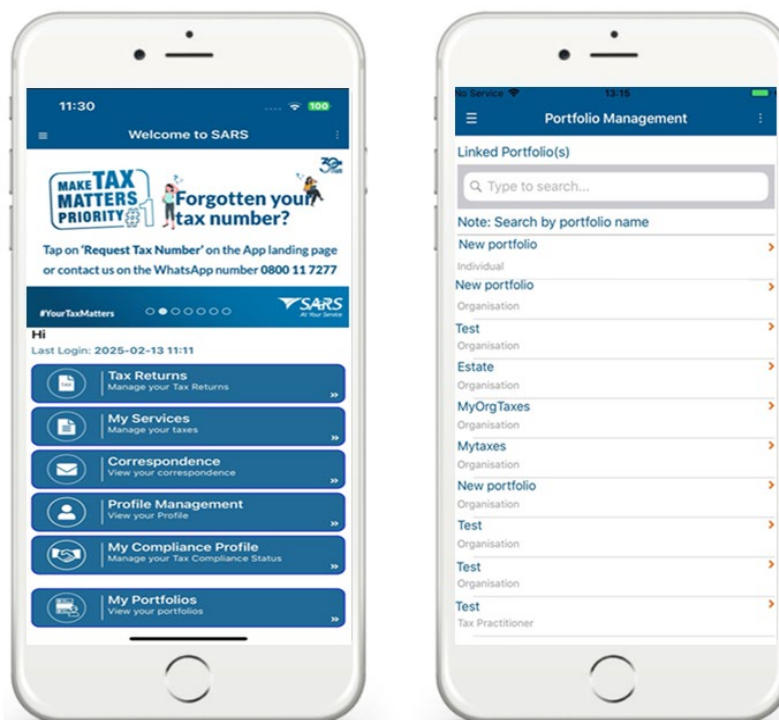 11:30
100
Welcome to SARS
MAKE TAX
MATTERS
PRIORITY #1
Forgotten your
tax number?
Tap on 'Request Tax Number' on the App landing page
or contact us on the WhatsApp number 0800 11 7277
#YourTaxMatters
SARS
At Your Service
Hi
Last Login: 2025-02-13 11:11
Tax Returns
Manage your Tax Returns
My Services
Manage your taxes
Correspondence
View your correspondence
Profile Management
View your Profile
My Compliance Profile
Manage your Tax Compliance Status
My Portfolios
View your portfolios
No Service
13:15
Portfolio Management
Linked Portfolio(s)
Type to search...
Note: Search by portfolio name
New portfolio
Individual
New portfolio
Organisation
Test
Organisation
Estate
Organisation
MyOrgTaxes
Organisation
Mytaxes
Organisation
New portfolio
Organisation
Test
Organisation
Test
Organisation
Test
Tax Practitioner